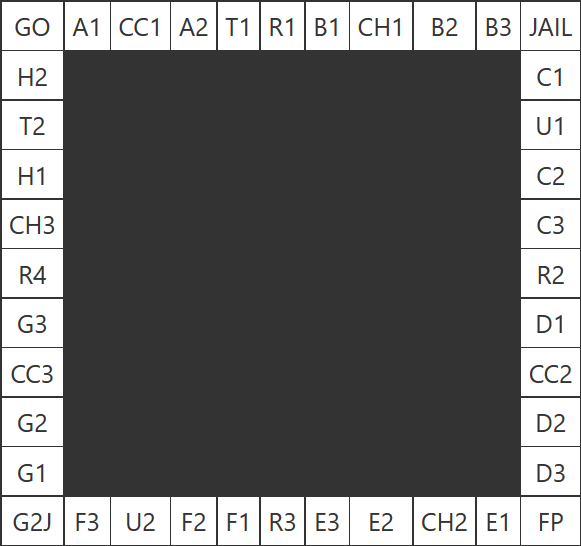 GO A1 CC1 A2 T1 R1 B1 CH1 B2 B3 JAIL
H2 C1
T2 U1
H1 C2
CH3 C3
R4 R2
G3 D1
CC3 CC2
G2 D2
G1 D3
G2J F3 U2 F2 F1 R3 E3 E2 CH2 E1 FP